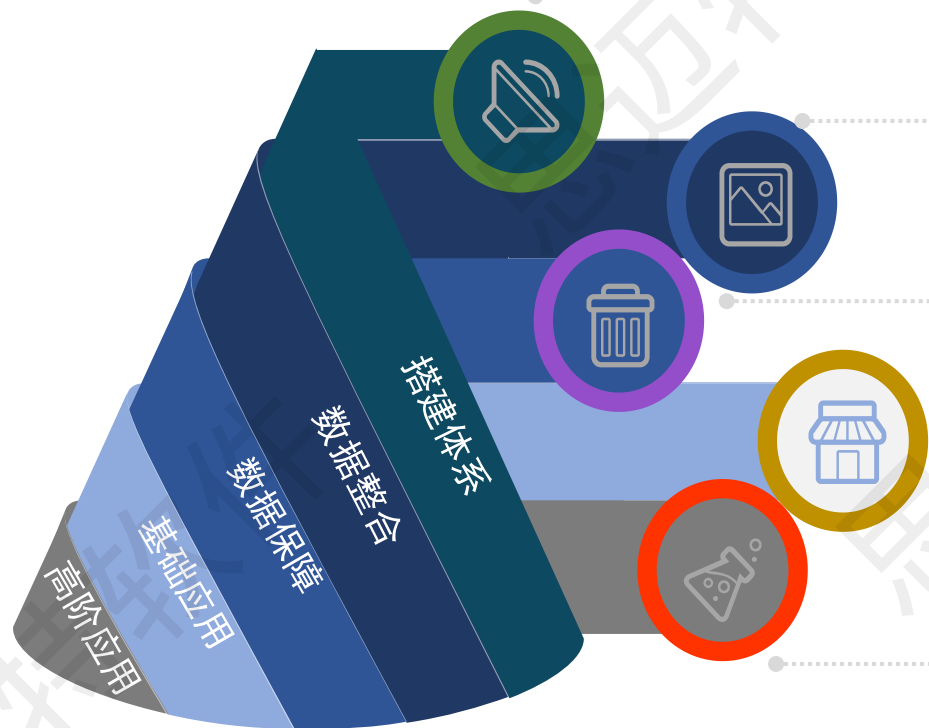 搭建体系
数据整合
数据保障
基础应用
高阶应用